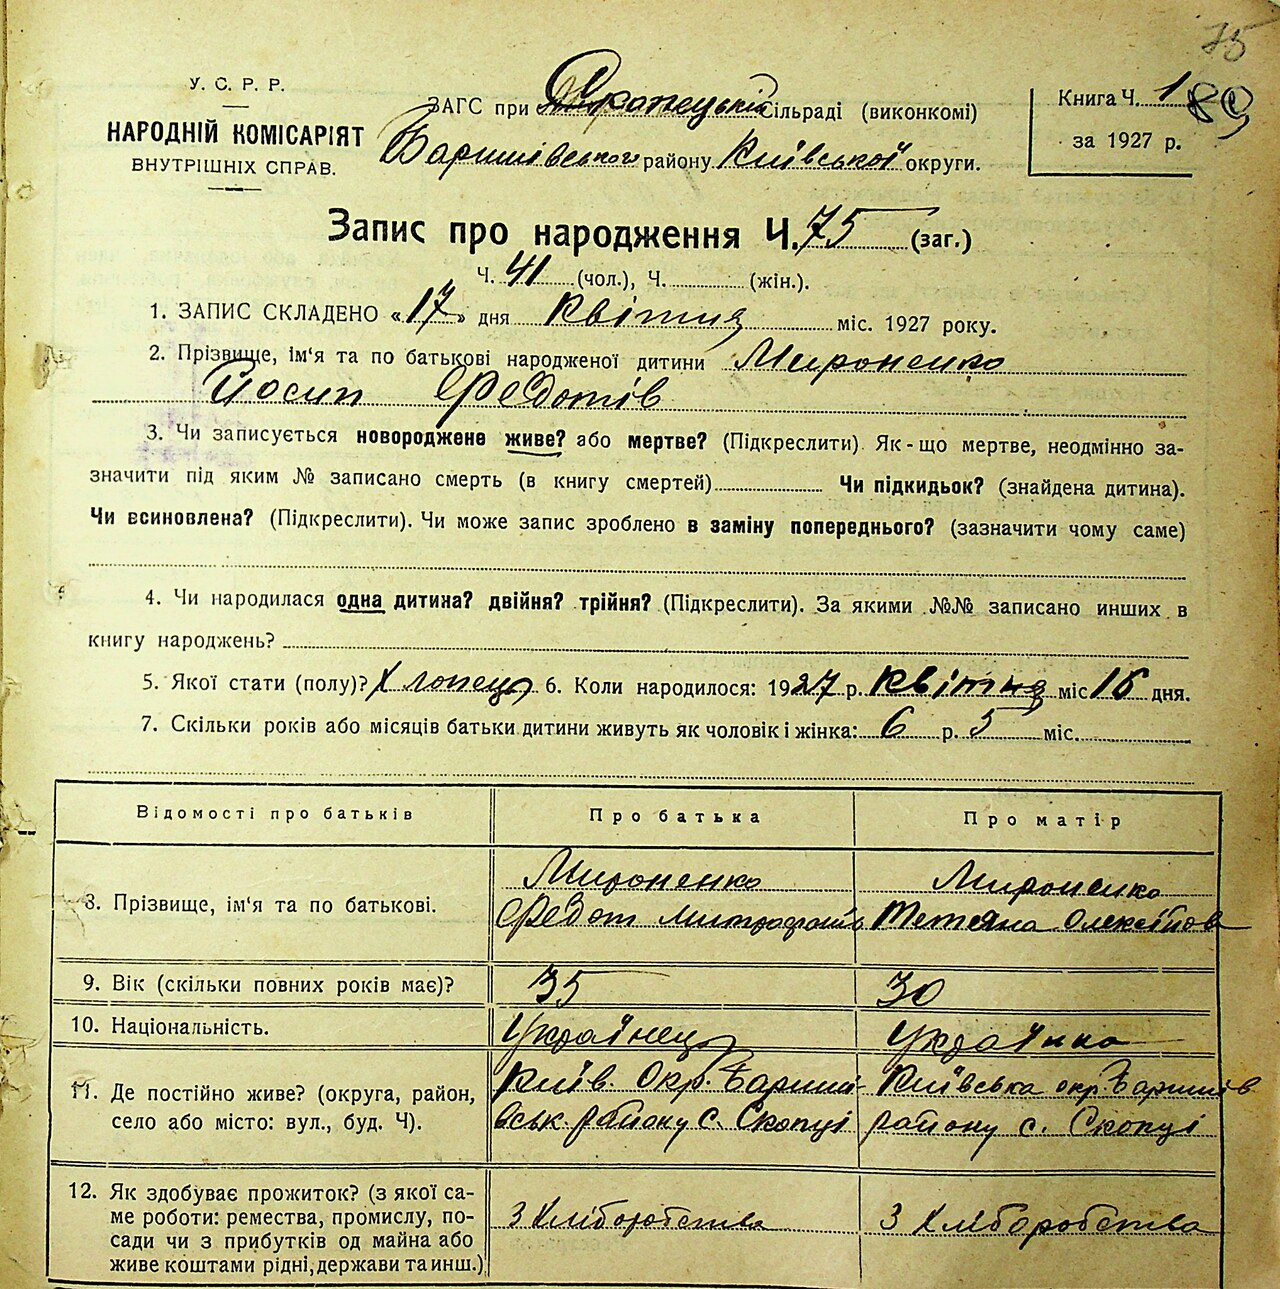 75
У. С. Р. Р.
НАРОДНІЙ КОМІСАРІЯТ
ВНУТРІШНІХ СПРАВ.
ЗАГС при Скопецькій сільраді (виконкомі)
Баришівського району Київської округи.
Книга Ч. 1
89
за 1927 р.
Запис про народження Ч. 75 (заг.)
Ч. 41 (чол.), Ч. (жін.).
1. ЗАПИС СКЛАДЕНО «17» дня Квітня міс. 1927 року.
2. Прізвище, ім'я та по батькові народженої дитини Мироненко
Йосип Федотів
3. Чи записується новороджене живе? або мертве? (Підкреслити). Як-що мертве, неодмінно за-
значити під яким № записано смерть (в книгу смертей) Чи підкидьок? (знайдена дитина).
Чи всиновлена? (Підкреслити). Чи може запис зроблено в заміну попереднього? (зазначити чому саме)
4. Чи народилася одна дитина? двійня? трійня? (Підкреслити). За якими №№ записано инших в
книгу народжень?
5. Якої стати (полу)? Хлопець 6. Коли народилося: 1927 р. Квітня міс 16 дня.
7. Скільки років або місяців батьки дитини живуть як чоловік і жінка: 6 р. 5 міс.
Відомості про батьків Про батька Про матір
8. Прізвище, ім'я та по батькові. Мироненко Мироненко
Федот Тетяна Олексіївов
9. Вік (скільки повних років має)? 35 30
10. Національність. Українець Українка
11. Де постійно живе? (округа, район, Київ. Окр. Бариші- Київська окр. Баришів
село або місто: вул., буд. Ч). вськ. району с. Скопці району с. Скопці
12. Як здобуває прожиток? (з якої са-
ме роботи: ремества, промислу, по- З Хліборобства З Хліборобства
сади чи з прибутків од майна або
живе коштами рідні, держави та инш.)